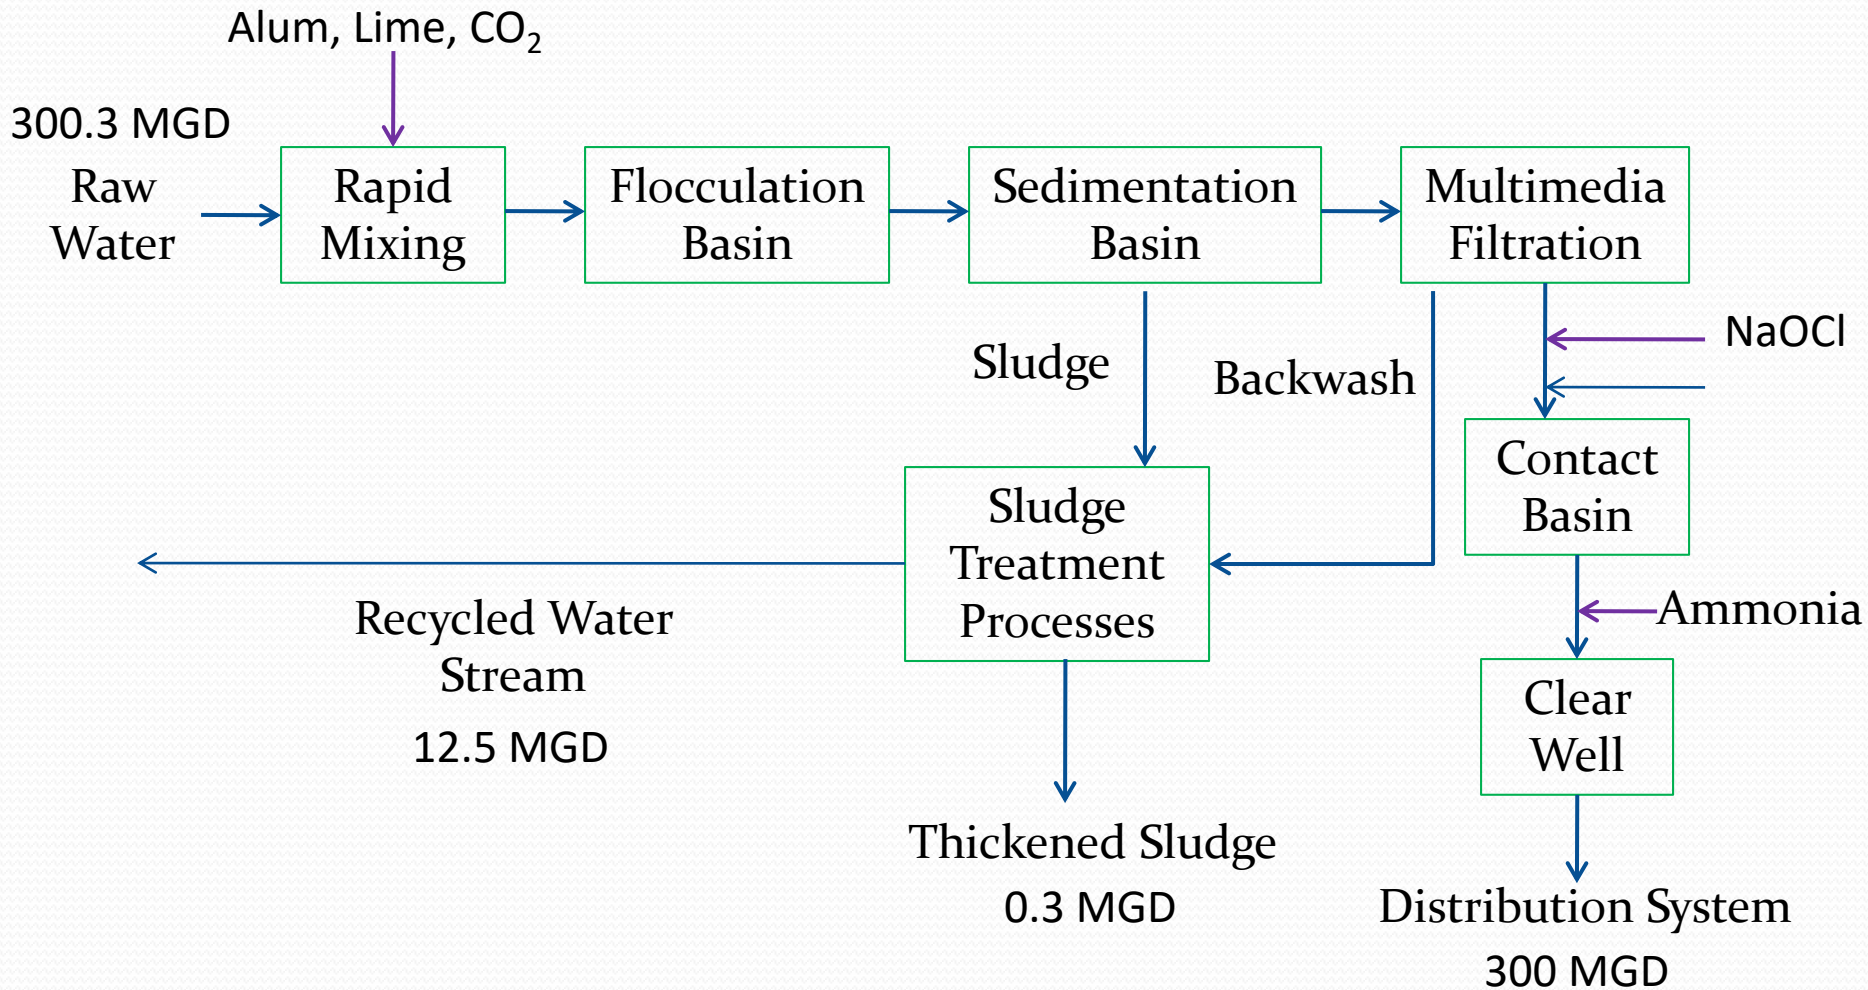 Alum, Lime, CO₂
300.3 MGD
Raw
Water
Rapid
Mixing
Flocculation
Basin
Sedimentation
Basin
Multimedia
Filtration
NaOCl
Sludge
Backwash
Contact
Basin
Sludge
Treatment
Processes
Ammonia
Recycled Water
Stream
12.5 MGD
Clear
Well
Thickened Sludge
0.3 MGD
Distribution System
300 MGD